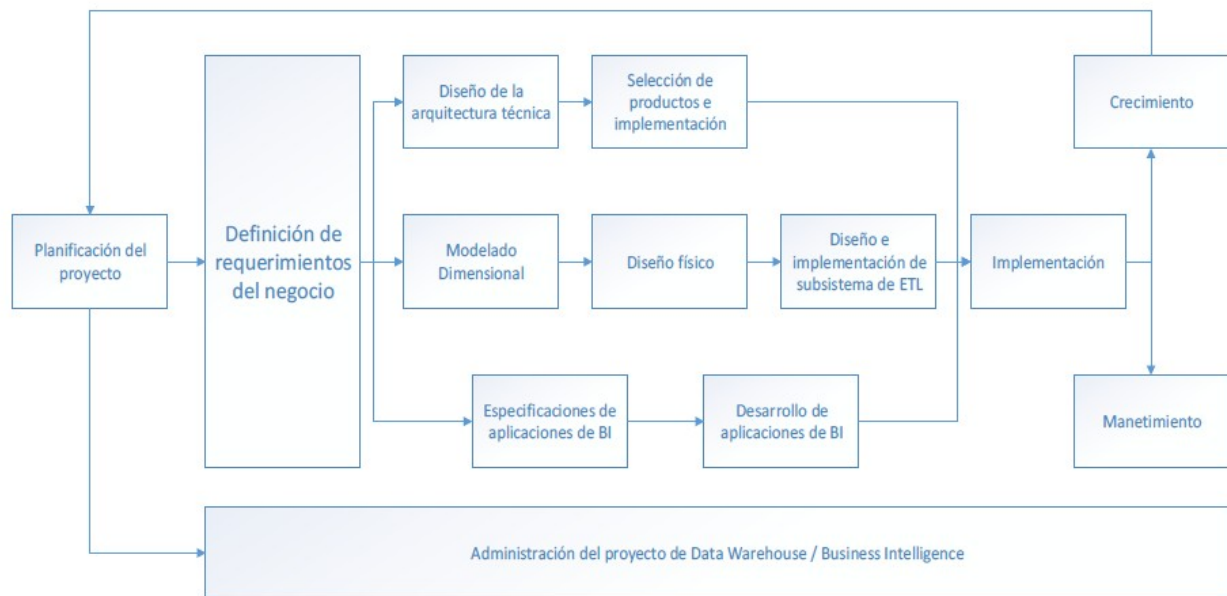 Diseño de la
arquitectura técnica
Selección de
productos e
implementación
Crecimiento
Planificación del
proyecto
Definición de
requerimientos
del negocio
Modelado
Dimensional
Diseño físico
Diseño e
implementación de
subsistema de ETL
Implementación
Especificaciones de
aplicaciones de BI
Desarrollo de
aplicaciones de BI
Manetimiento
Administración del proyecto de Data Warehouse / Business Intelligence